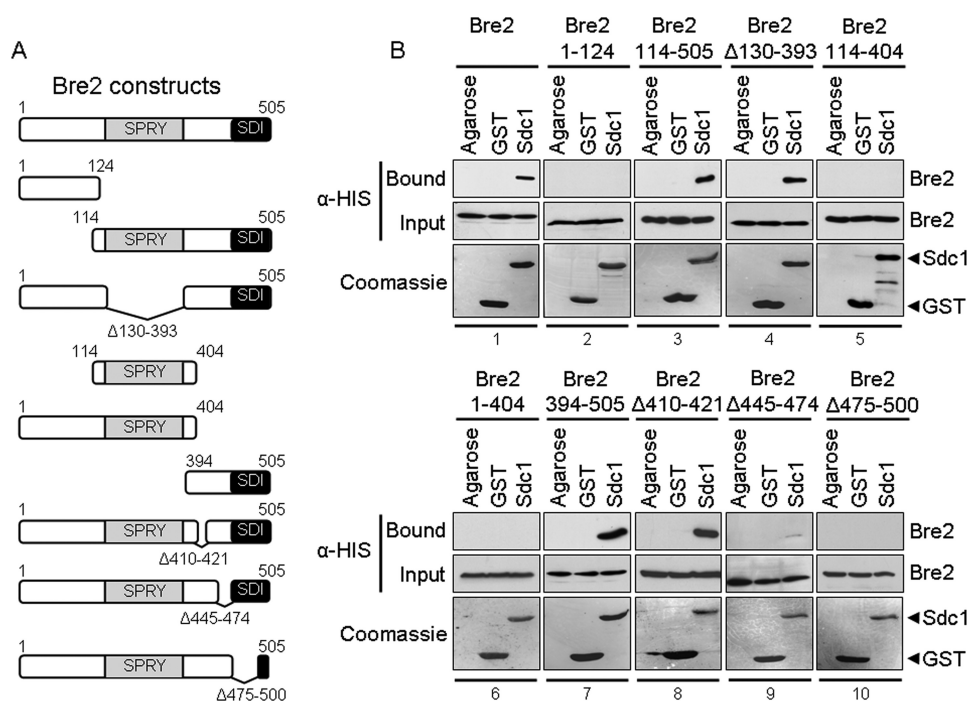 A
Bre2 constructs
1 505
SPRY SDI
1 124
114 505
SPRY SDI
1 505
SDI
Δ130-393
114 404
SPRY
1 404
SPRY
394 505
SDI
1 505
SPRY SDI
Δ410-421
1 505
SPRY SDI
Δ445-474
1 505
SPRY
Δ475-500
B
Bre2 Bre2 Bre2 Bre2 Bre2
1-124 114-505 Δ130-393 114-404
Agarose GST Sdc1 Agarose GST Sdc1 Agarose GST Sdc1 Agarose GST Sdc1 Agarose GST Sdc1
α-HIS
Bound Bre2
Input Bre2
Coomassie
◄Sdc1
◄GST
1 2 3 4 5
Bre2 Bre2 Bre2 Bre2 Bre2
1-404 394-505 Δ410-421 Δ445-474 Δ475-500
Agarose GST Sdc1 Agarose GST Sdc1 Agarose GST Sdc1 Agarose GST Sdc1 Agarose GST Sdc1
α-HIS
Bound Bre2
Input Bre2
Coomassie
◄Sdc1
◄GST
6 7 8 9 10